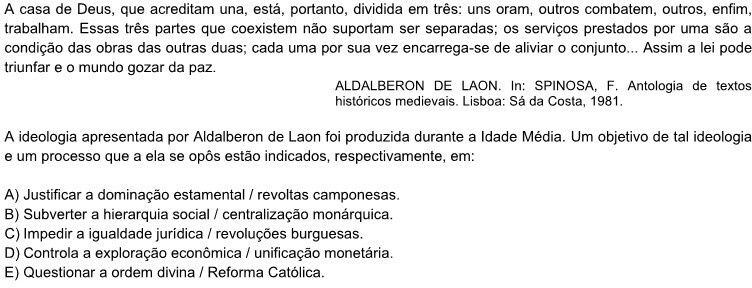 A casa de Deus, que acreditam una, está, portanto, dividida em três: uns oram, outros combatem, outros, enfim,
trabalham. Essas três partes que coexistem não suportam ser separadas; os serviços prestados por uma são a
condição das obras das outras duas; cada uma por sua vez encarrega-se de aliviar o conjunto... Assim a lei pode
triunfar e o mundo gozar da paz.
ALDALBERON DE LAON. In: SPINOSA, F. Antologia de textos
históricos medievais. Lisboa: Sá da Costa, 1981.
A ideologia apresentada por Aldalberon de Laon foi produzida durante a Idade Média. Um objetivo de tal ideologia
e um processo que a ela se opôs estão indicados, respectivamente, em:
A) Justificar a dominação estamental / revoltas camponesas.
B) Subverter a hierarquia social / centralização monárquica.
C) Impedir a igualdade jurídica / revoluções burguesas.
D) Controla a exploração econômica / unificação monetária.
E) Questionar a ordem divina / Reforma Católica.